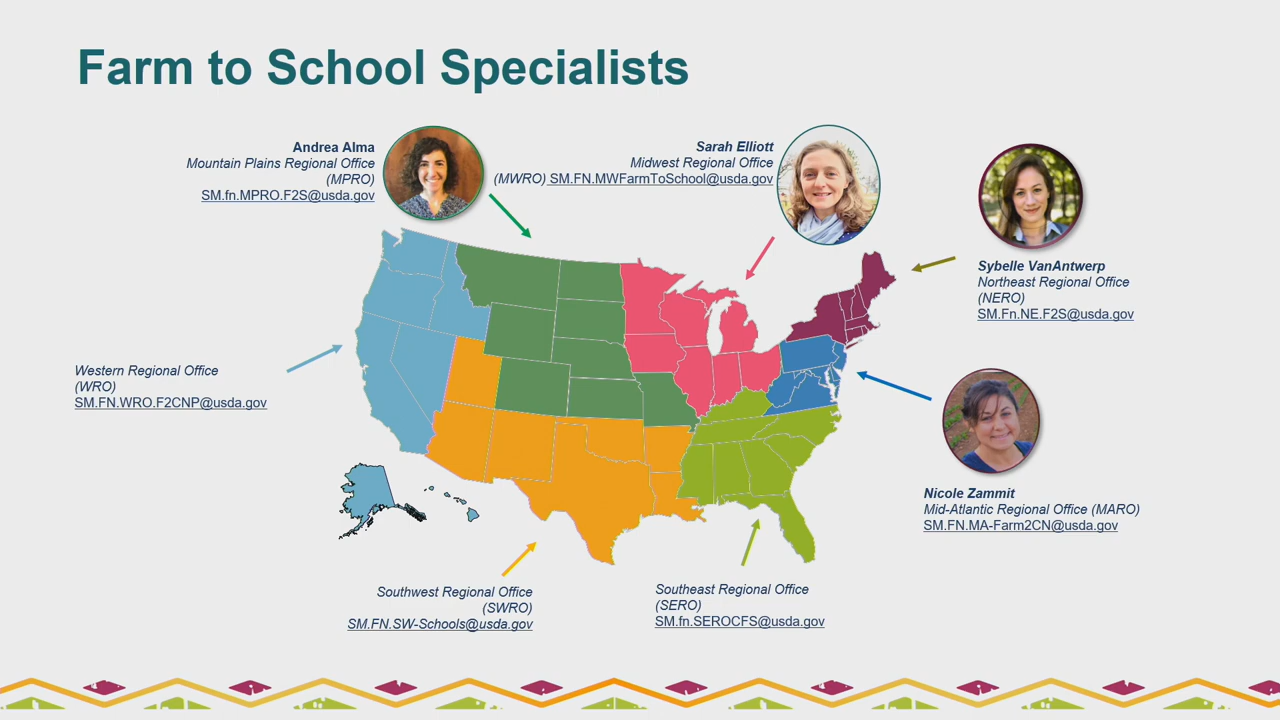 Farm to School Specialists
Andrea Alma
Mountain Plains Regional Office
(MPRO)
SM.fn.MPRO.F2S@usda.gov
Sarah Elliott
Midwest Regional Office
(MWRO) SM.FN.MWFarmToSchool@usda.gov
Sybelle VanAntwerp
Northeast Regional Office
(NERO)
SM.Fn.NE.F2S@usda.gov
Western Regional Office
(WRO)
SM.FN.WRO.F2CNP@usda.gov
Nicole Zammit
Mid-Atlantic Regional Office (MARO)
SM.FN.MA-Farm2CN@usda.gov
Southwest Regional Office
(SWRO)
SM.FN.SW-Schools@usda.gov
Southeast Regional Office
(SERO)
SM.fn.SEROCFS@usda.gov